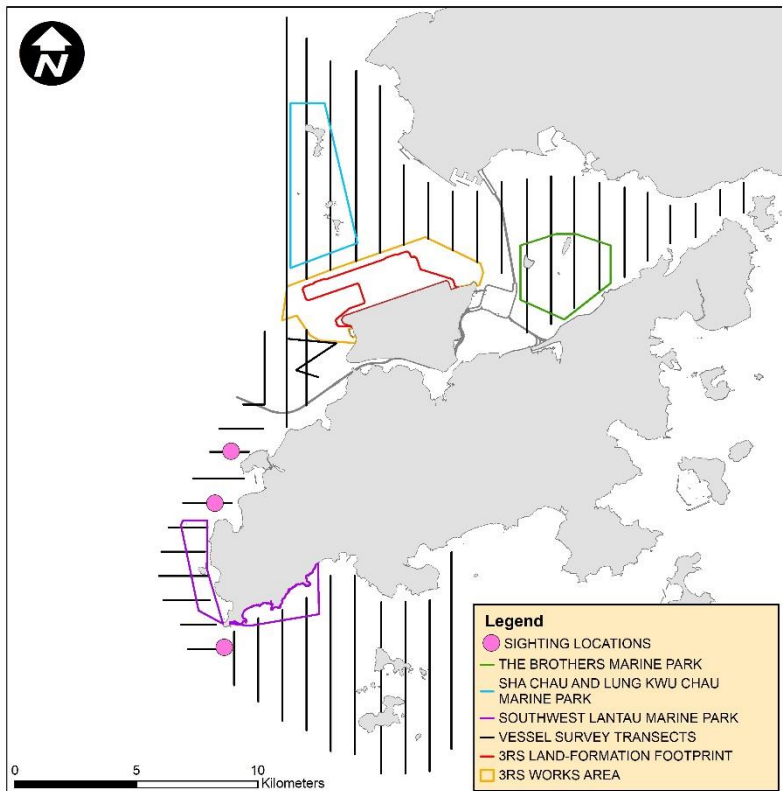 N
Legend
SIGHTING LOCATIONS
THE BROTHERS MARINE PARK
SHA CHAU AND LUNG KWU CHAU
MARINE PARK
SOUTHWEST LANTAU MARINE PARK
VESSEL SURVEY TRANSECTS
3RS LAND-FORMATION FOOTPRINT
3RS WORKS AREA
0 5 10
Kilometers